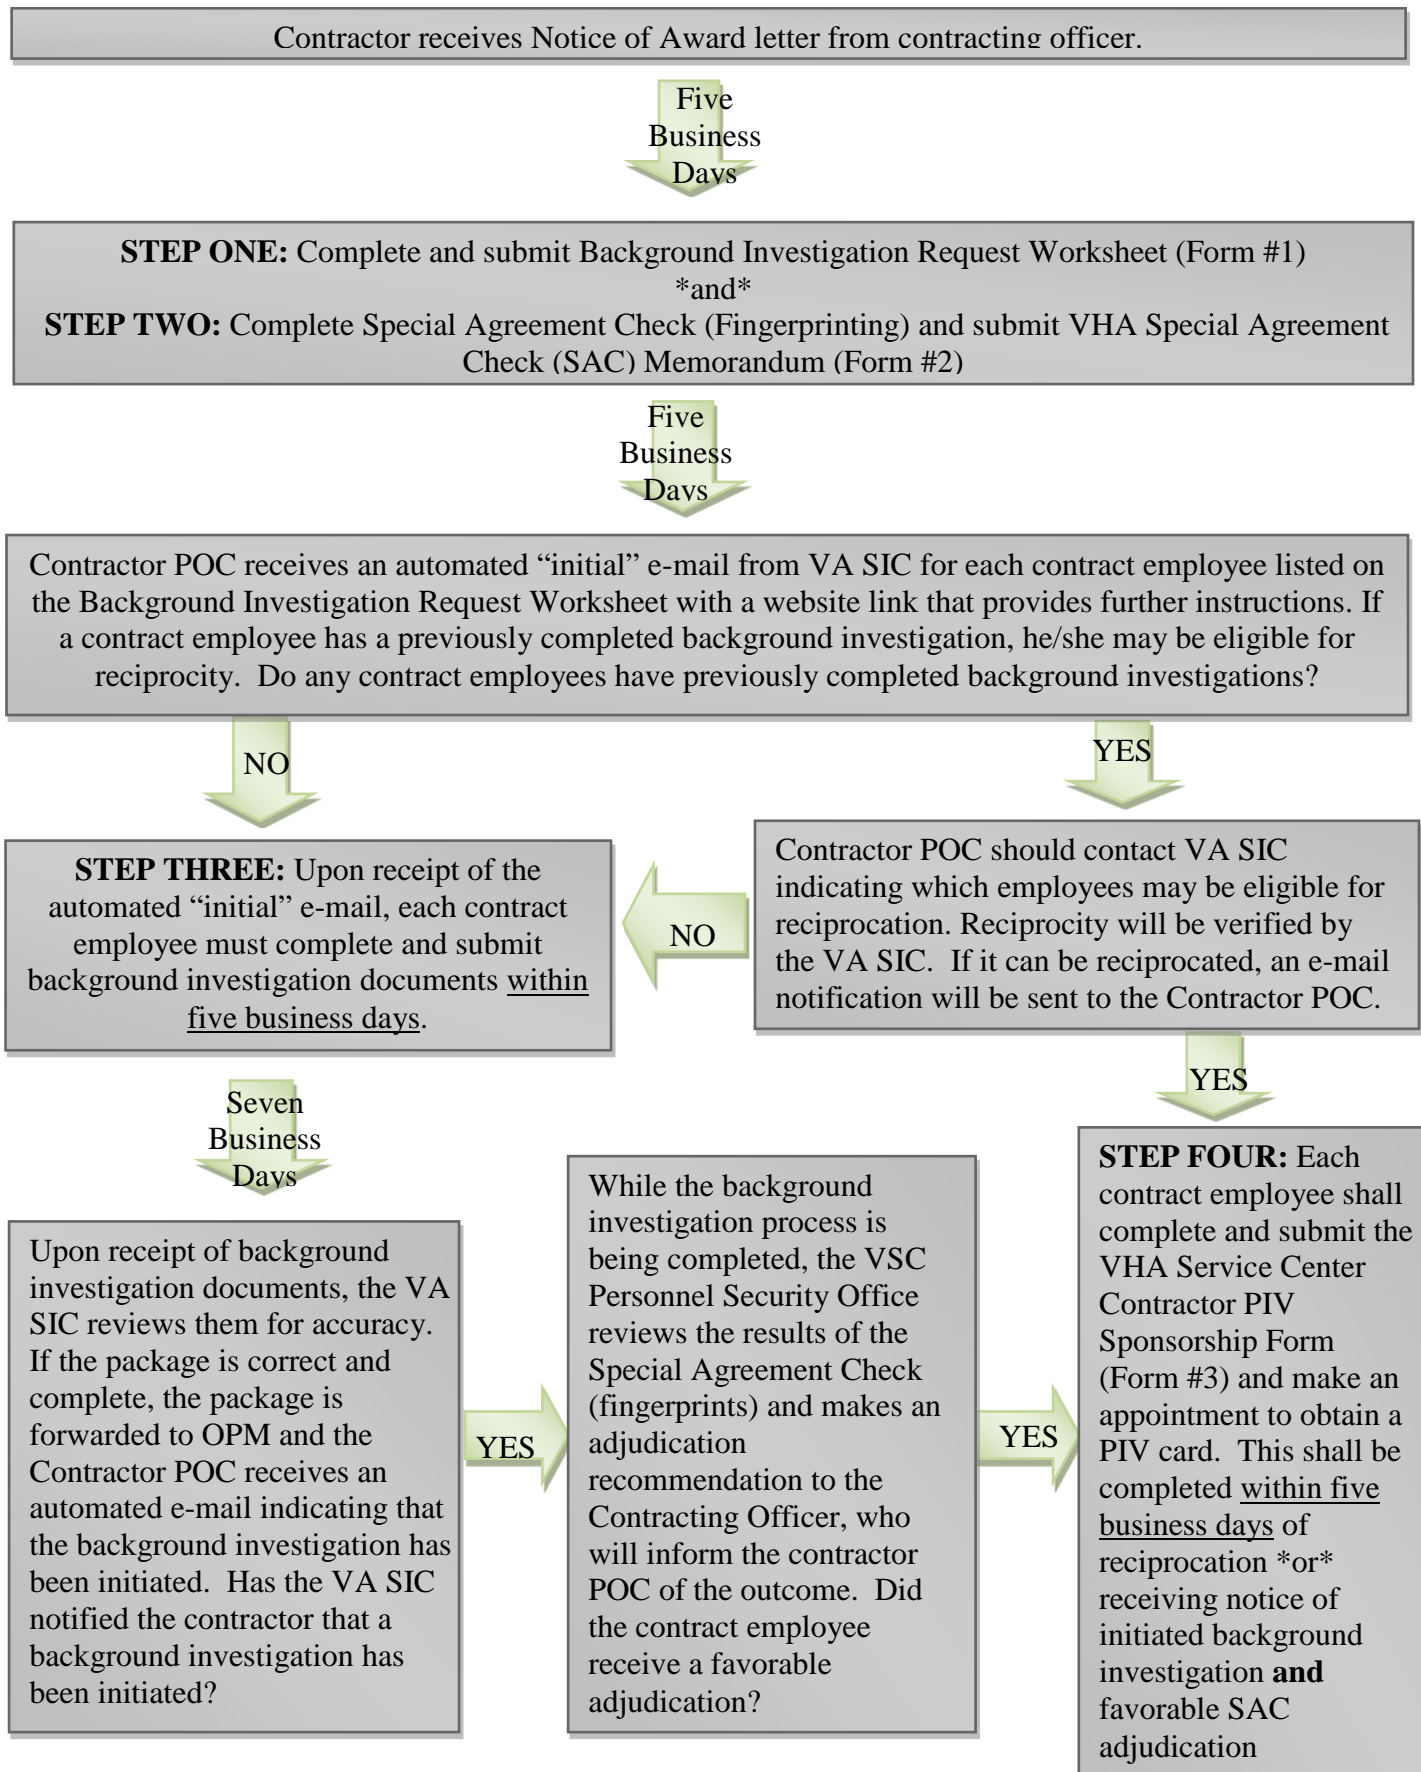 Contractor receives Notice of Award letter from contracting officer.
Five
Business
Days
STEP ONE: Complete and submit Background Investigation Request Worksheet (Form #1)
*and*
STEP TWO: Complete Special Agreement Check (Fingerprinting) and submit VHA Special Agreement
Check (SAC) Memorandum (Form #2)
Five
Business
Days
Contractor POC receives an automated “initial” e-mail from VA SIC for each contract employee listed on
the Background Investigation Request Worksheet with a website link that provides further instructions. If
a contract employee has a previously completed background investigation, he/she may be eligible for
reciprocity.  Do any contract employees have previously completed background investigations?
NO
YES
STEP THREE: Upon receipt of the
automated “initial” e-mail, each contract
employee must complete and submit
background investigation documents within
five business days.
NO
Contractor POC should contact VA SIC
indicating which employees may be eligible for
reciprocation. Reciprocity will be verified by
the VA SIC.  If it can be reciprocated, an e-mail
notification will be sent to the Contractor POC.
YES
Seven
Business
Days
Upon receipt of background
investigation documents, the VA
SIC reviews them for accuracy.
If the package is correct and
complete, the package is
forwarded to OPM and the
Contractor POC receives an
automated e-mail indicating that
the background investigation has
been initiated.  Has the VA SIC
notified the contractor that a
background investigation has
been initiated?
YES
While the background
investigation process is
being completed, the VSC
Personnel Security Office
reviews the results of the
Special Agreement Check
(fingerprints) and makes an
adjudication
recommendation to the
Contracting Officer, who
will inform the contractor
POC of the outcome.  Did
the contract employee
receive a favorable
adjudication?
YES
STEP FOUR: Each
contract employee shall
complete and submit the
VHA Service Center
Contractor PIV
Sponsorship Form
(Form #3) and make an
appointment to obtain a
PIV card.  This shall be
completed within five
business days of
reciprocation *or*
receiving notice of
initiated background
investigation and
favorable SAC
adjudication